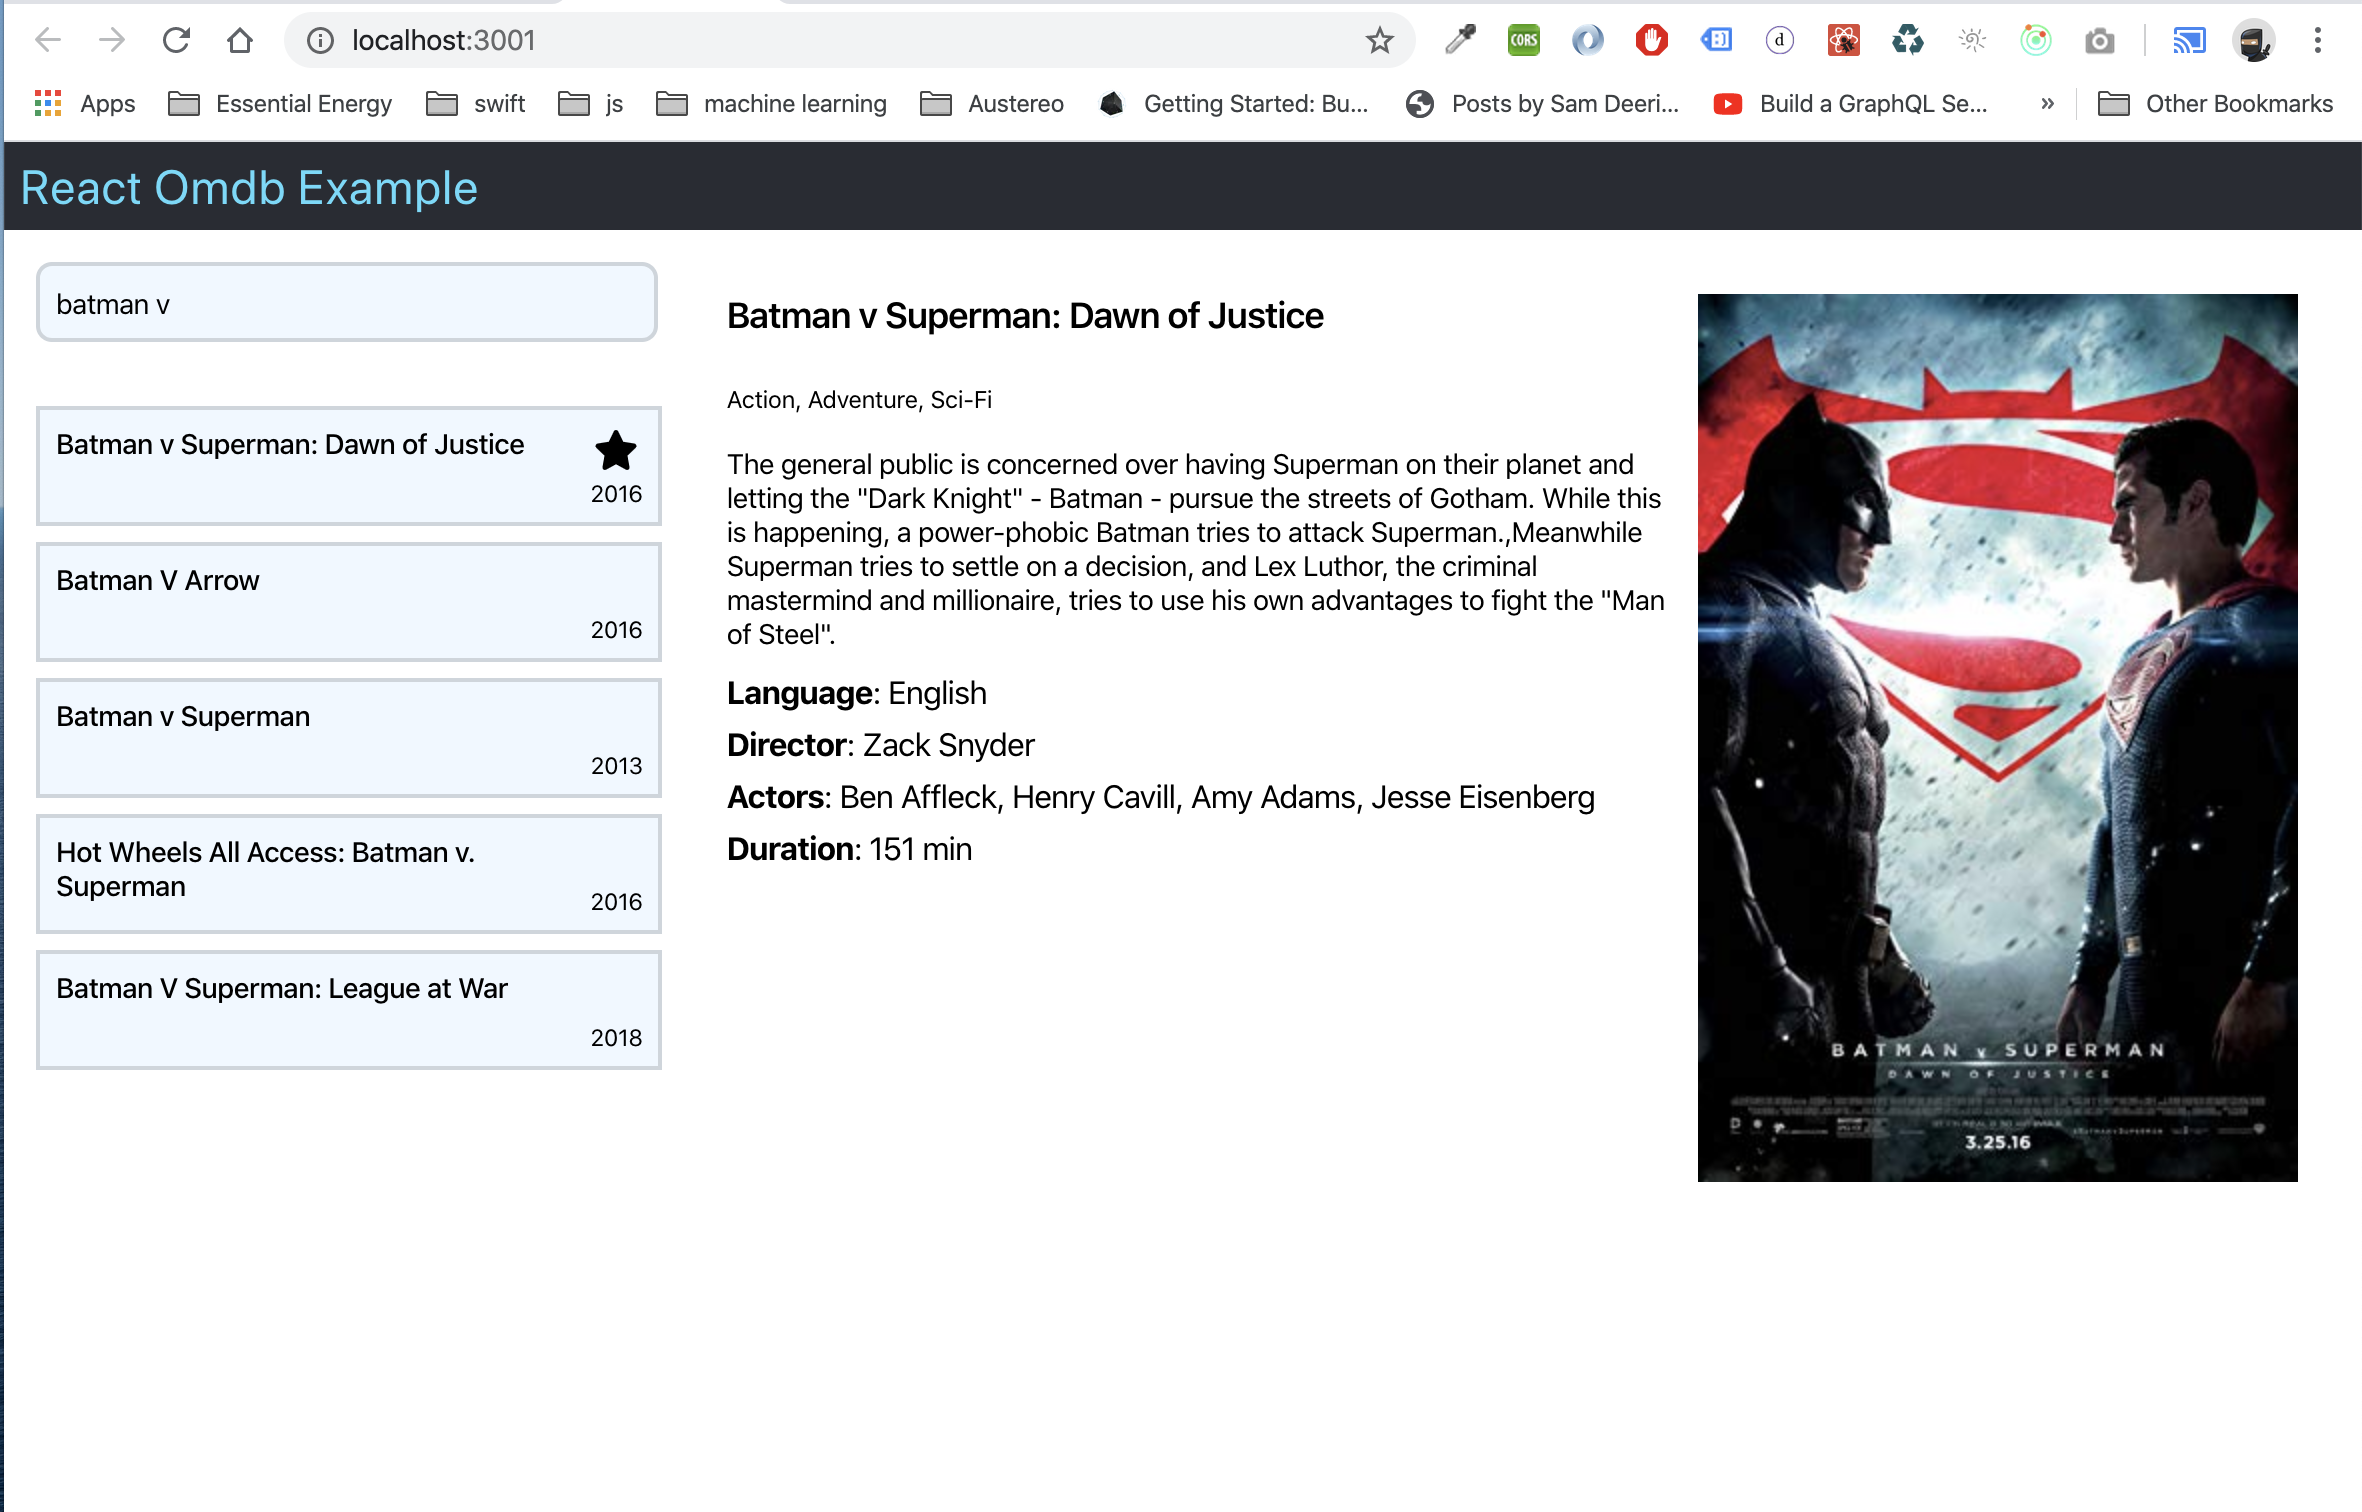 localhost:3001
CORS
d
Apps
Essential Energy
swift
js
machine learning
Austereo
Getting Started: Bu...
Posts by Sam Deeri...
Build a GraphQL Se...
»
Other Bookmarks
React Omdb Example
batman v
Batman v Superman: Dawn of Justice
2016
Batman V Arrow
2016
Batman v Superman
2013
Hot Wheels All Access: Batman v.
Superman
2016
Batman V Superman: League at War
2018
Batman v Superman: Dawn of Justice
Action, Adventure, Sci-Fi
The general public is concerned over having Superman on their planet and
letting the "Dark Knight" - Batman - pursue the streets of Gotham. While this
is happening, a power-phobic Batman tries to attack Superman.,Meanwhile
Superman tries to settle on a decision, and Lex Luthor, the criminal
mastermind and millionaire, tries to use his own advantages to fight the "Man
of Steel".
Language: English
Director: Zack Snyder
Actors: Ben Affleck, Henry Cavill, Amy Adams, Jesse Eisenberg
Duration: 151 min
BATMAN v SUPERMAN
DAWN OF JUSTICE
3.25.16